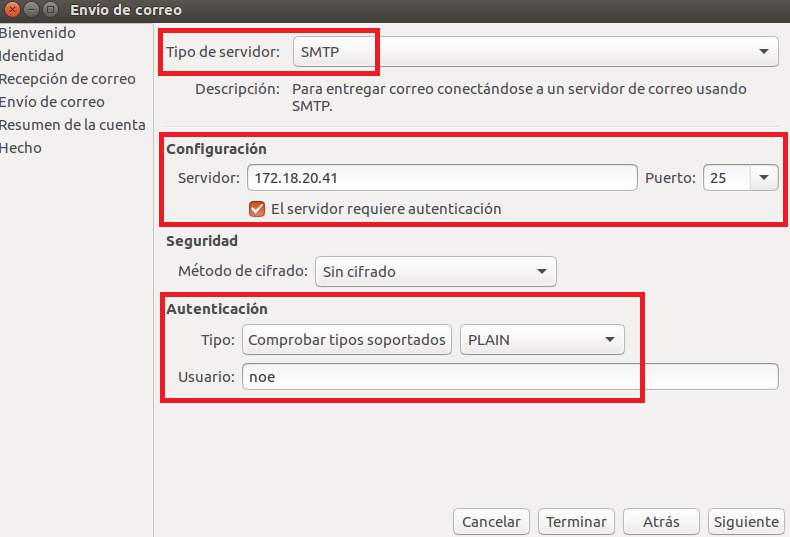 Envío de correo
Bienvenido
Identidad
Recepción de correo
Envío de correo
Resumen de la cuenta
Hecho
Tipo de servidor: SMTP
Descripción: Para entregar correo conectándose a un servidor de correo usando
SMTP.
Configuración
Servidor: 172.18.20.41 Puerto: 25
El servidor requiere autenticación
Seguridad
Método de cifrado: Sin cifrado
Autenticación
Tipo: Comprobar tipos soportados PLAIN
Usuario: noe
Cancelar Terminar Atrás Siguiente